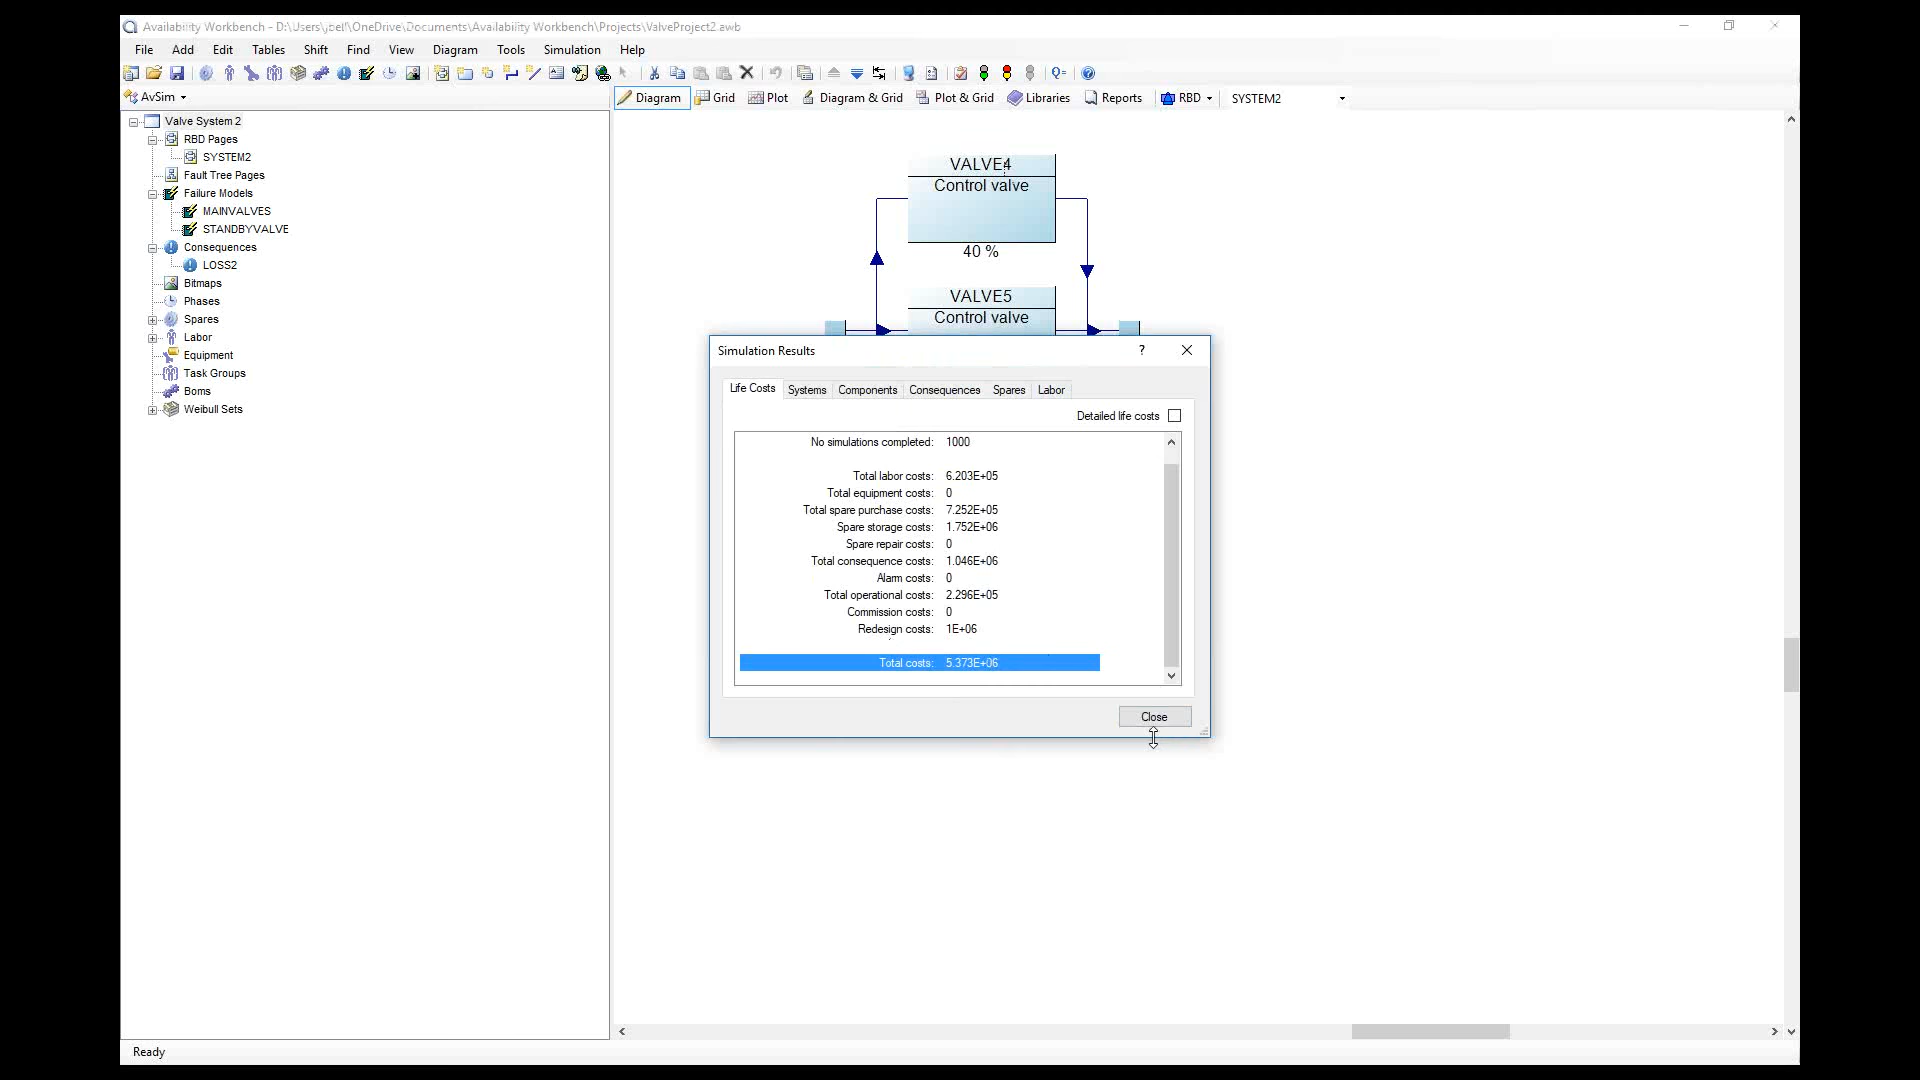 Availability Workbench - D:\Users\jbell\OneDrive\Documents\Availability Workbench\Projects\ValveProject2.awb
File Add Edit Tables Shift Find View Diagram Tools Simulation Help
AvSim
Diagram Grid Plot Diagram & Grid Plot & Grid Libraries Reports RBD SYSTEM2
Valve System 2
RBD Pages
SYSTEM2
Fault Tree Pages
Failure Models
MAINVALVES
STANDBYVALVE
Consequences
LOSS2
Bitmaps
Phases
Spares
Labor
Equipment
Task Groups
Boms
Weibull Sets
VALVE4
Control valve
40 %
VALVE5
Control valve
Simulation Results
Life Costs Systems Components Consequences Spares Labor
Detailed life costs
No simulations completed: 1000
Total labor costs: 6.203E+05
Total equipment costs: 0
Total spare purchase costs: 7.252E+05
Spare storage costs: 1.752E+06
Spare repair costs: 0
Total consequence costs: 1.046E+06
Alarm costs: 0
Total operational costs: 2.296E+05
Commission costs: 0
Redesign costs: 1E+06
Total costs: 5.373E+06
Close
Ready